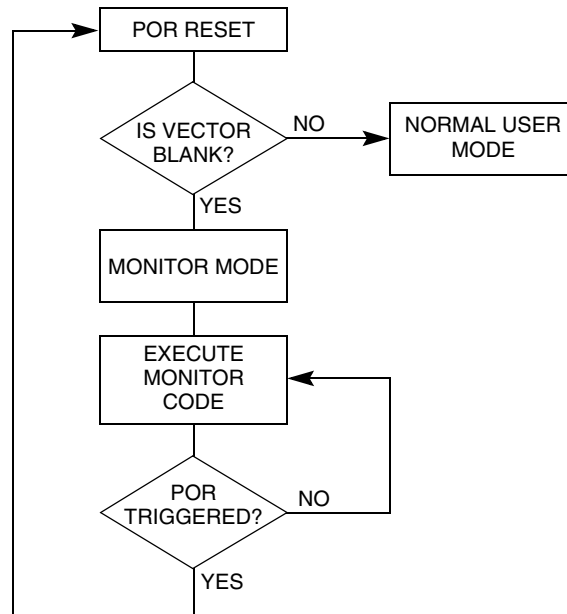 POR RESET
IS VECTOR
BLANK?
NO
NORMAL USER
MODE
YES
MONITOR MODE
EXECUTE
MONITOR
CODE
POR
TRIGGERED?
NO
YES